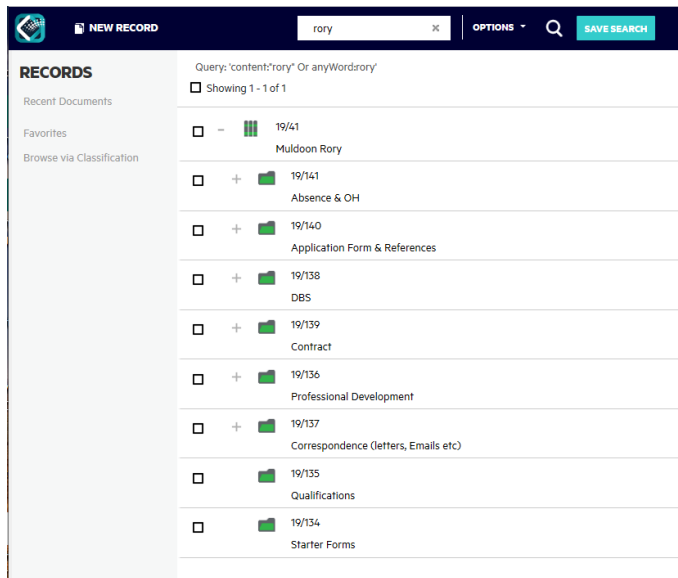 NEW RECORD
rory
OPTIONS
SAVE SEARCH
RECORDS
Recent Documents
Favorites
Browse via Classification
Query: 'content:"rory" Or anyWord:rory'
Showing 1 - 1 of 1
19/41
Muldoon Rory
19/141
Absence & OH
19/140
Application Form & References
19/138
DBS
19/139
Contract
19/136
Professional Development
19/137
Correspondence (letters, Emails etc)
19/135
Qualifications
19/134
Starter Forms